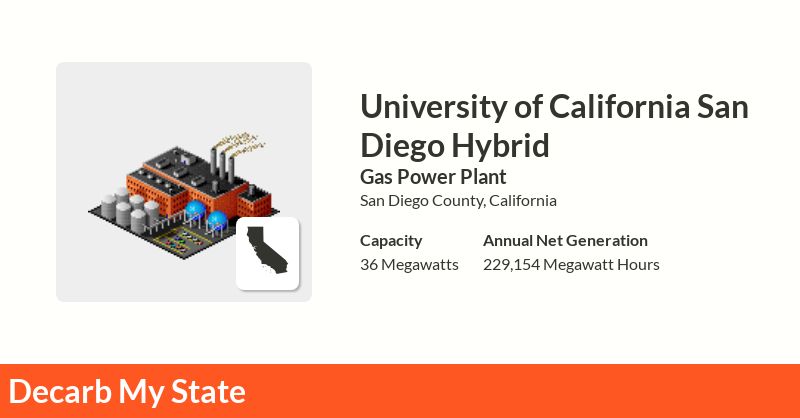 University of California San
Diego Hybrid
Gas Power Plant
San Diego County, California
Capacity Annual Net Generation
36 Megawatts 229,154 Megawatt Hours
Decarb My State